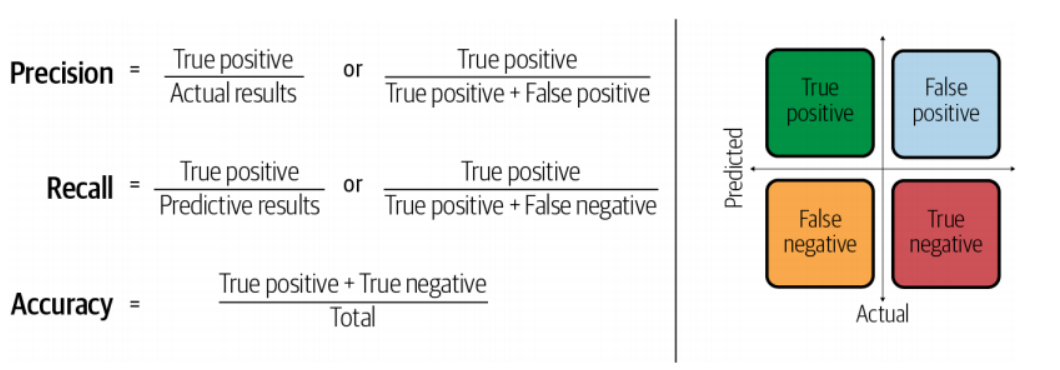 Precision = True positive / Actual results or True positive / True positive + False positive
Recall = True positive / Predictive results or True positive / True positive + False negative
Accuracy = True positive + True negative / Total
Predicted
True positive
False positive
False negative
True negative
Actual